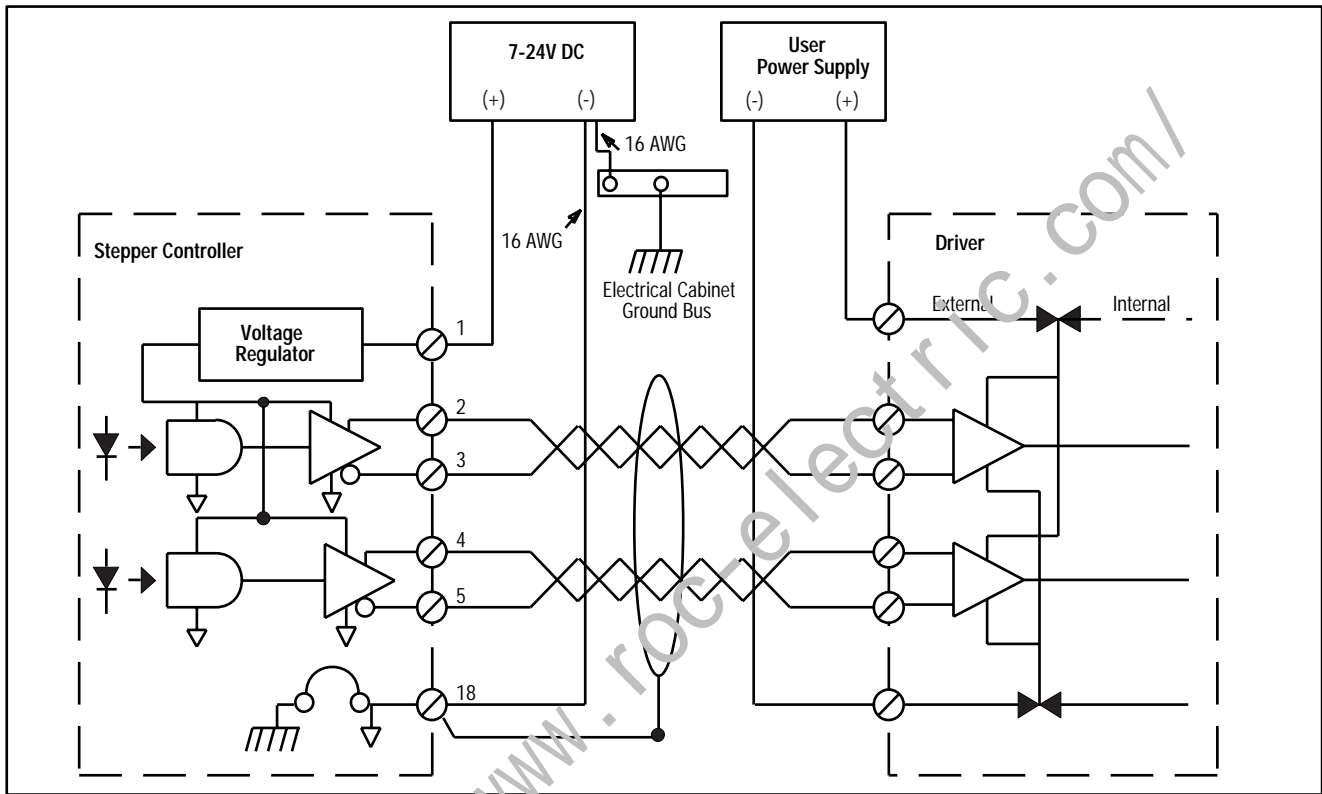 7-24V DC
(+) (-)
User
Power Supply
(-) (+)
16 AWG
16 AWG
Electrical Cabinet
Ground Bus
Stepper Controller
Voltage
Regulator
1
2
3
4
5
18
Driver
External Internal
www.roc-electric.com/